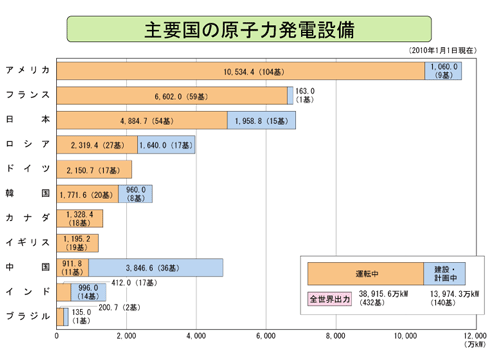 主要国の原子力発電設備
(2010年1月1日現在)
アメリカ 10,534.4 (104基) 1,060.0 (9基)
フランス 6,602.0 (59基) 163.0 (1基)
日本 4,884.7 (54基) 1,958.8 (15基)
ロシア 2,319.4 (27基) 1,640.0 (17基)
ドイツ 2,150.7 (17基)
韓国 1,771.6 (20基) 960.0 (8基)
カナダ 1,328.4 (18基)
イギリス 1,195.2 (19基)
中国 911.8 (11基) 3,846.6 (36基)
インド 412.0 (17基) 996.0 (14基)
ブラジル 200.7 (2基) 135.0 (1基)
運転中 建設・計画中
全世界出力 38,915.6万kW (432基) 13,974.3万kW (140基)
0 2,000 4,000 6,000 8,000 10,000 12,000
(万kW)